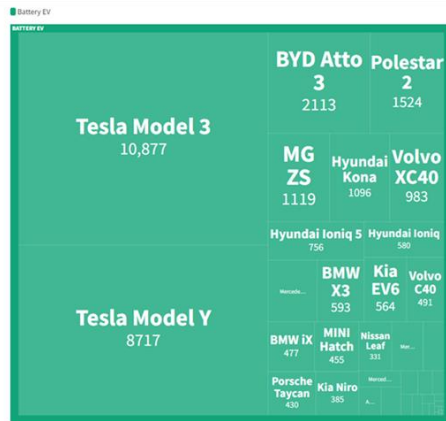 Battery EV
BATTERY EV
Tesla Model 3
10,877
Tesla Model Y
8717
BYD Atto
3
2113
Polestar
2
1524
MG
ZS
1119
Hyundai
Kona
1096
Volvo
XC40
983
Hyundai Ioniq 5
756
Hyundai Ioniq
580
Mercede...
BMW
X3
593
Kia
EV6
564
Volvo
C40
491
BMW iX
477
MINI
Hatch
455
Nissan
Leaf
331
Mer...
Porsche
Taycan
430
Kia Niro
385
Merced...
A...